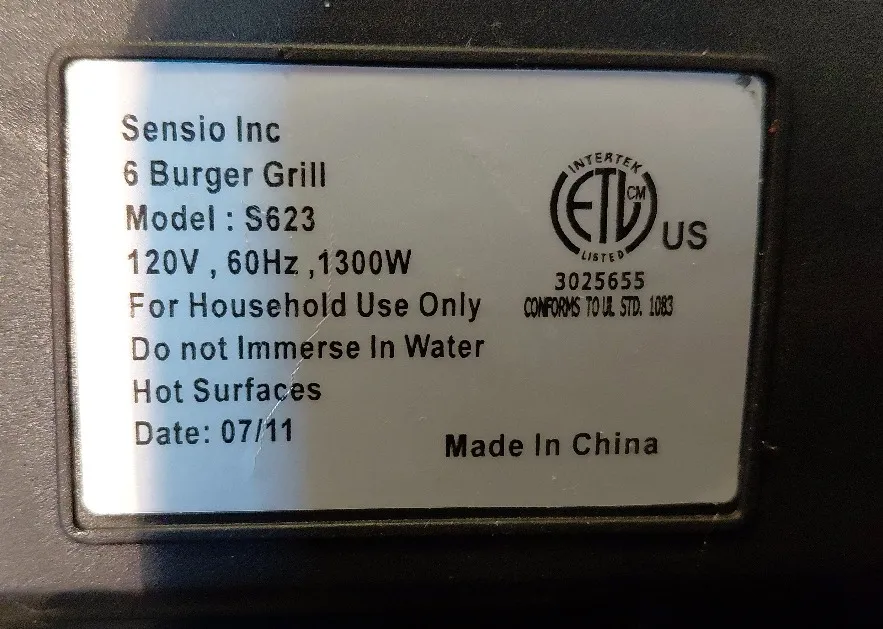 Sensio Inc
6 Burger Grill
Model : S623
120V , 60Hz ,1300W
For Household Use Only
Do not Immerse In Water
Hot Surfaces
Date: 07/11
INTERTEK
ETL CM
LISTED
US
3025655
CONFORMS TO UL STD. 1083
Made In China